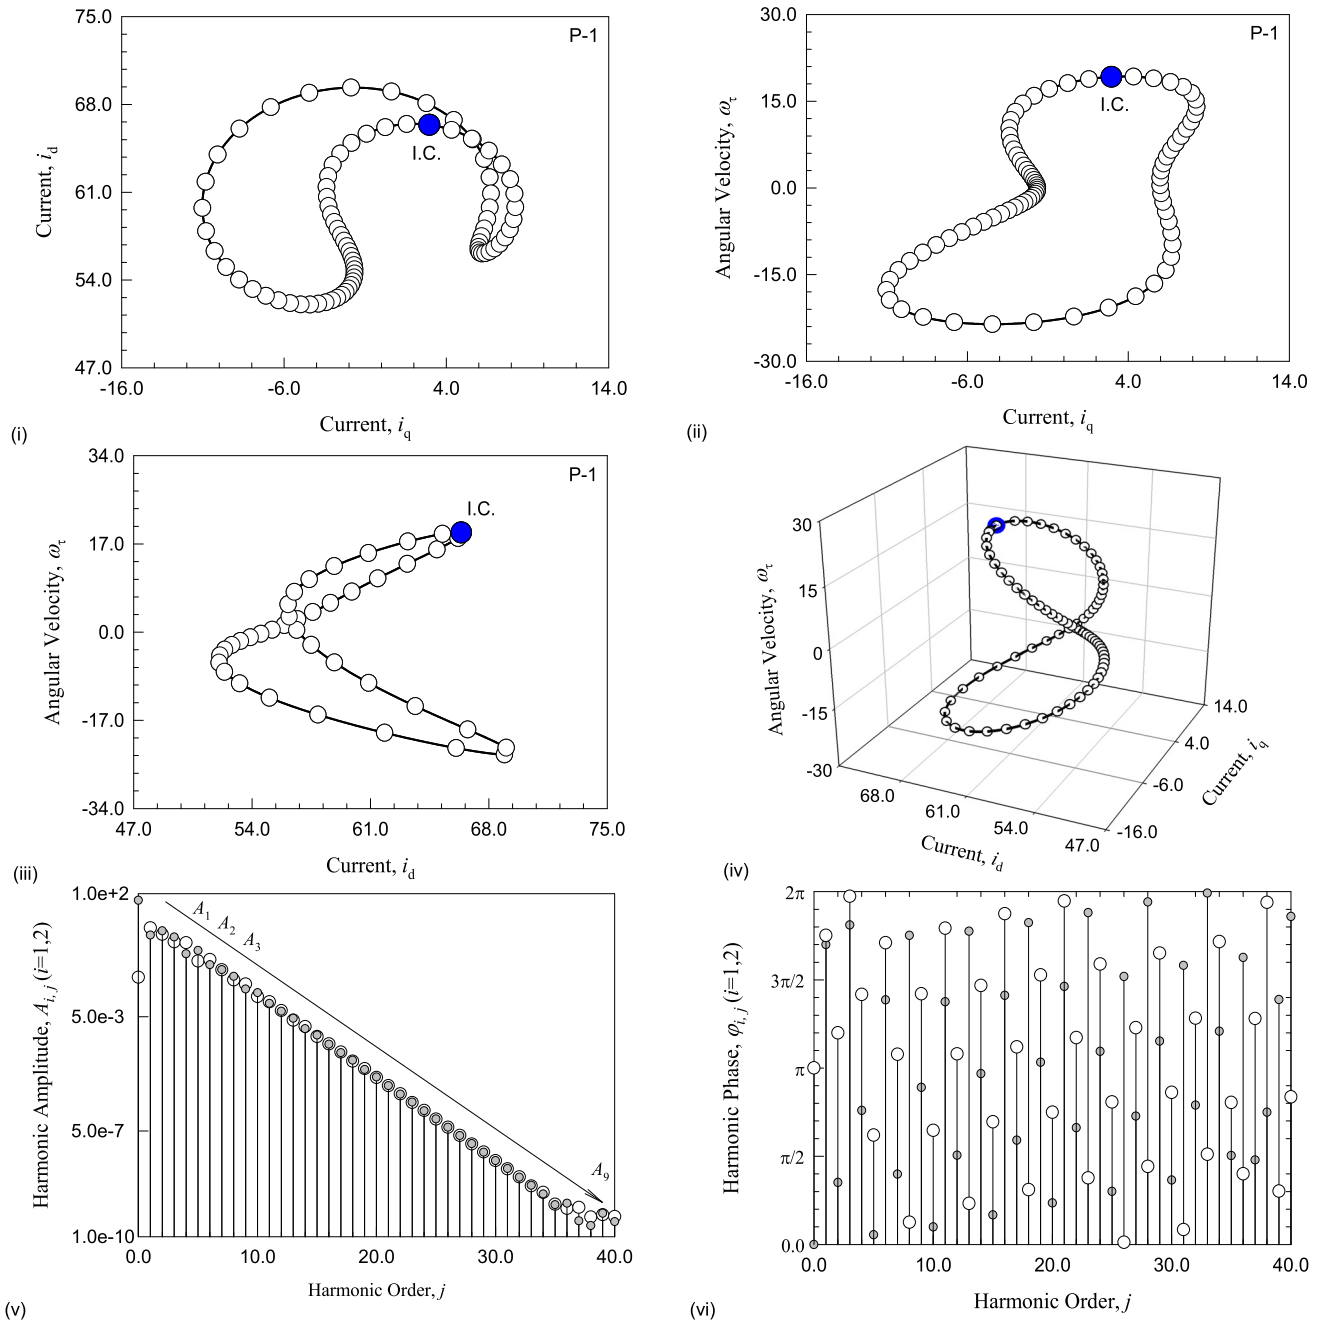 75.0
P-1
68.0
I.C.
61.0
54.0
47.0
-16.0 -6.0 4.0 14.0
Current, i_d
Current, i_q
(i)
30.0
P-1
15.0
I.C.
0.0
-15.0
-30.0
-16.0 -6.0 4.0 14.0
Angular Velocity, ω_τ
Current, i_q
(ii)
34.0
P-1
I.C.
17.0
0.0
-17.0
-34.0
47.0 54.0 61.0 68.0 75.0
Angular Velocity, ω_τ
Current, i_d
(iii)
30
15
0
-15
-30
Angular Velocity, ω_τ
68.0 61.0 54.0 47.0
Current, i_d
14.0
4.0
-6.0
-16.0
Current, i_q
(iv)
1.0e+2
A_1 A_2 A_3
5.0e-3
5.0e-7
A_9
1.0e-10
0.0 10.0 20.0 30.0 40.0
Harmonic Amplitude, A_{i,j} (i=1,2)
Harmonic Order, j
(v)
2π
3π/2
π
π/2
0.0
0.0 10.0 20.0 30.0 40.0
Harmonic Phase, φ_{i,j} (i=1,2)
Harmonic Order, j
(vi)